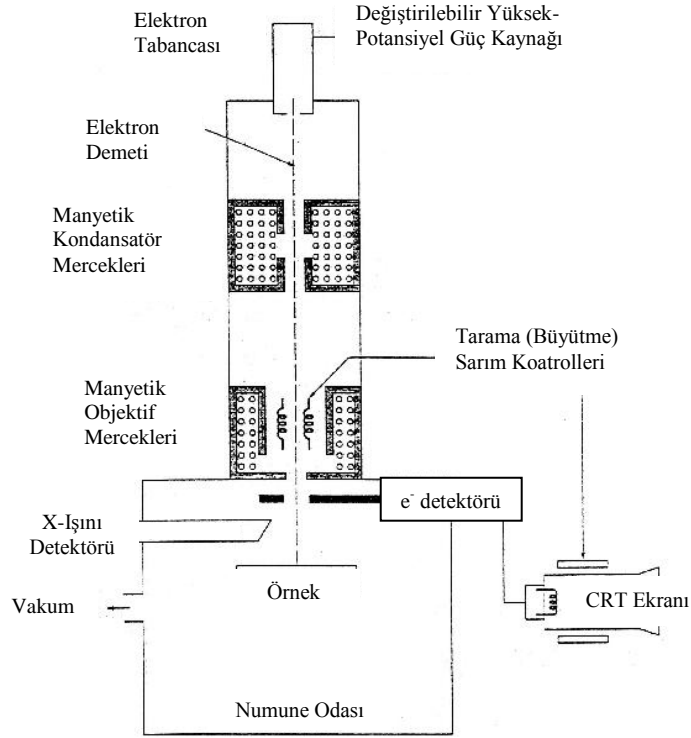 Elektron
Tabancası
Değiştirilebilir Yüksek-
Potansiyel Güç Kaynağı
Elektron
Demeti
Manyetik
Kondansatör
Mercekleri
Tarama (Büyütme)
Sarım Koatrolleri
Manyetik
Objektif
Mercekleri
e- detektörü
X-Işını
Detektörü
Örnek
CRT Ekranı
Vakum
Numune Odası